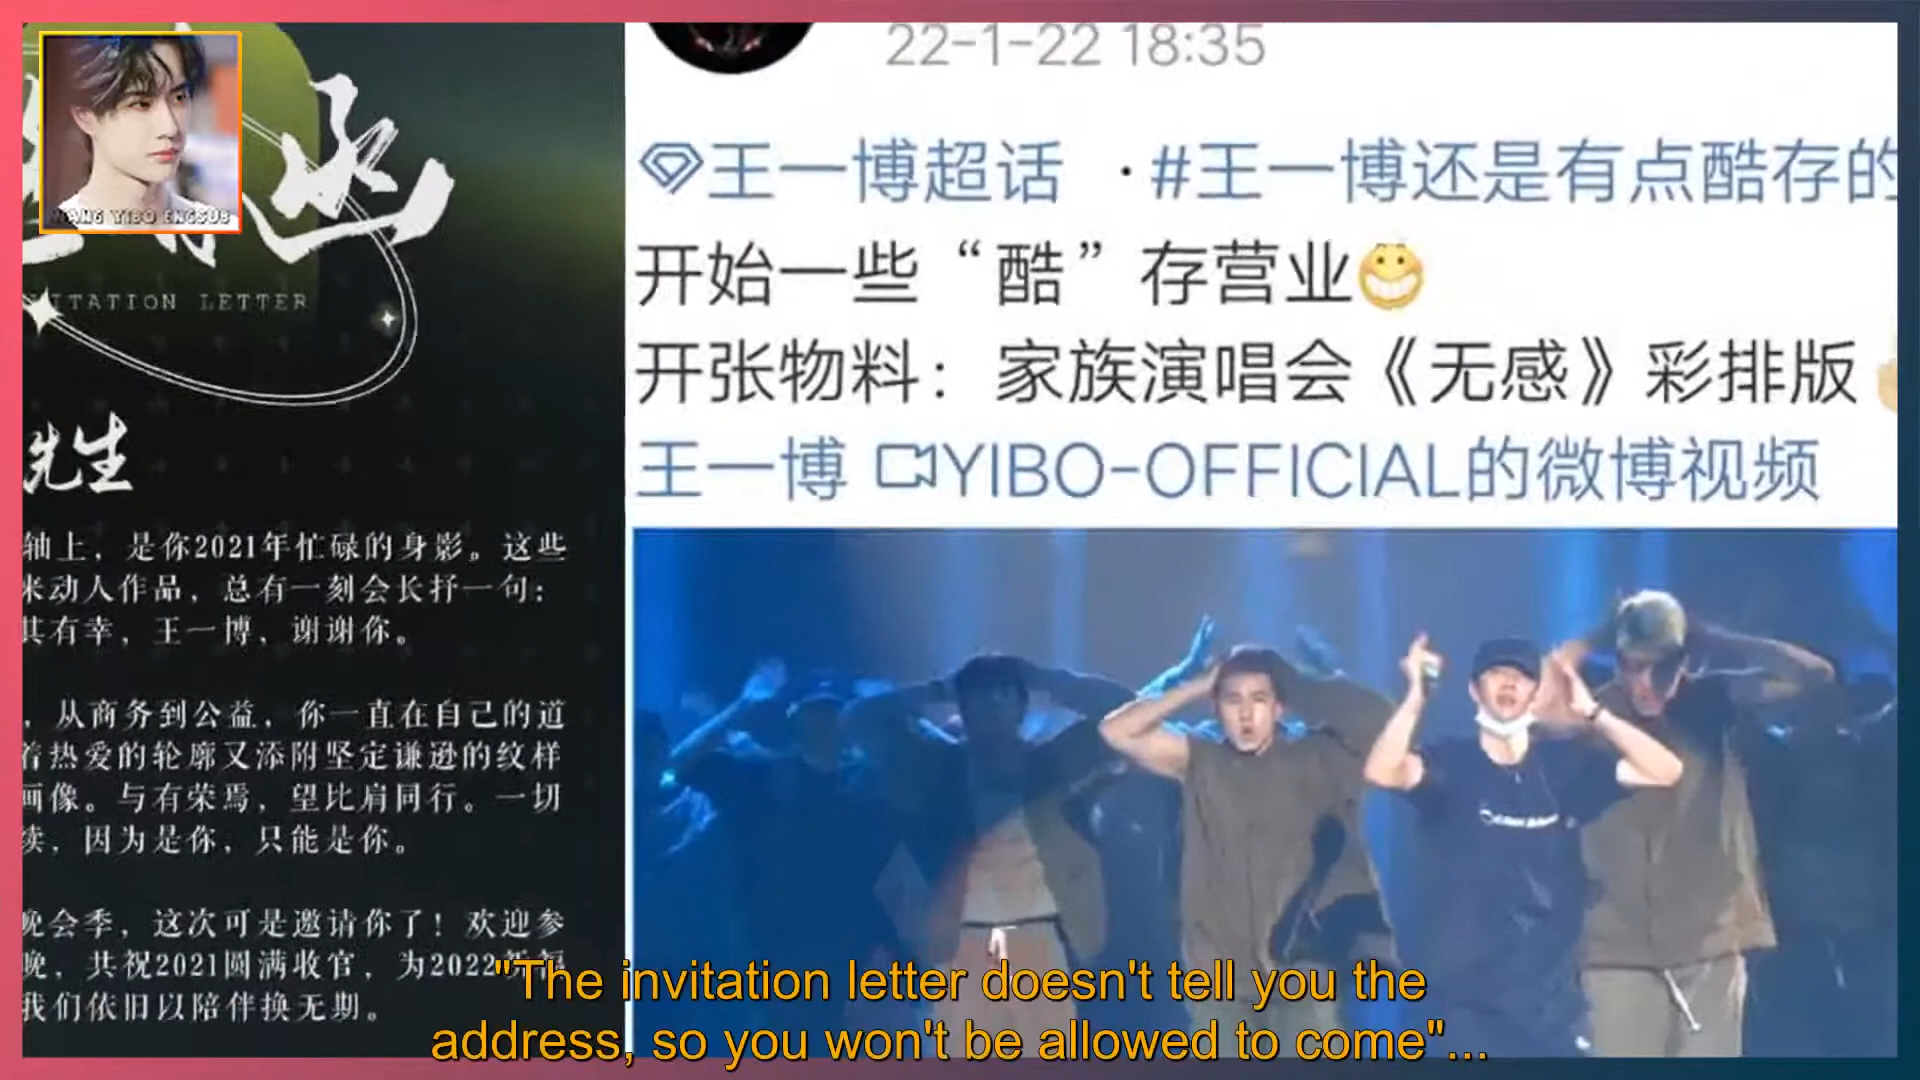 函
TATION LETTER
先生
轴上，是你2021年忙碌的身影。这些
来动人作品，总有一刻会长抒一句：
其有幸，王一博，谢谢你。
，从商务到公益，你一直在自己的道
着热爱的轮廓又添附坚定谦逊的纹样
画像。与有荣焉，望比肩同行。一切
续，因为是你，只能是你。
晚会季，这次可是邀请你了！欢迎参
晚，共祝2021圆满收官，为2022
我们依旧以陪伴换无期。
WANG YIBO ENGSUB
22-1-22 18:35
王一博超话 ·#王一博还是有点酷存的
开始一些“酷”存营业😁
开张物料：家族演唱会《无感》彩排版
王一博 YIBO-OFFICIAL的微博视频
"The invitation letter doesn't tell you the
address, so you won't be allowed to come"...